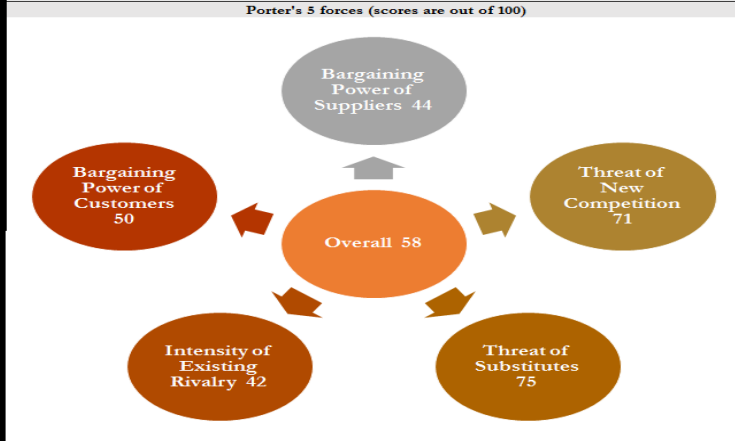 Porter's 5 forces (scores are out of 100)
Bargaining
Power of
Suppliers 44
Bargaining
Power of
Customers
50
Threat of
New
Competition
71
Overall 58
Intensity of
Existing
Rivalry 42
Threat of
Substitutes
75